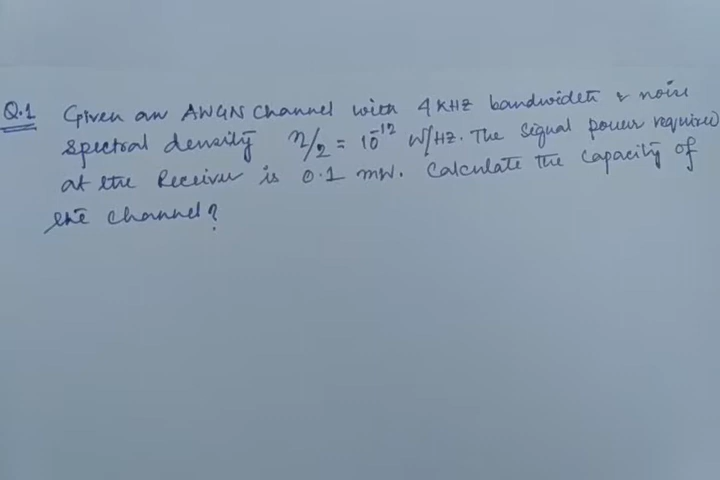 Q.1 Given an AWGN channel with 4 KHZ bandwidth & noise
spectral density η/2 = 10⁻¹² W/HZ. The signal power required
at the Receiver is 0.1 mW. Calculate the capacity of
the channel?